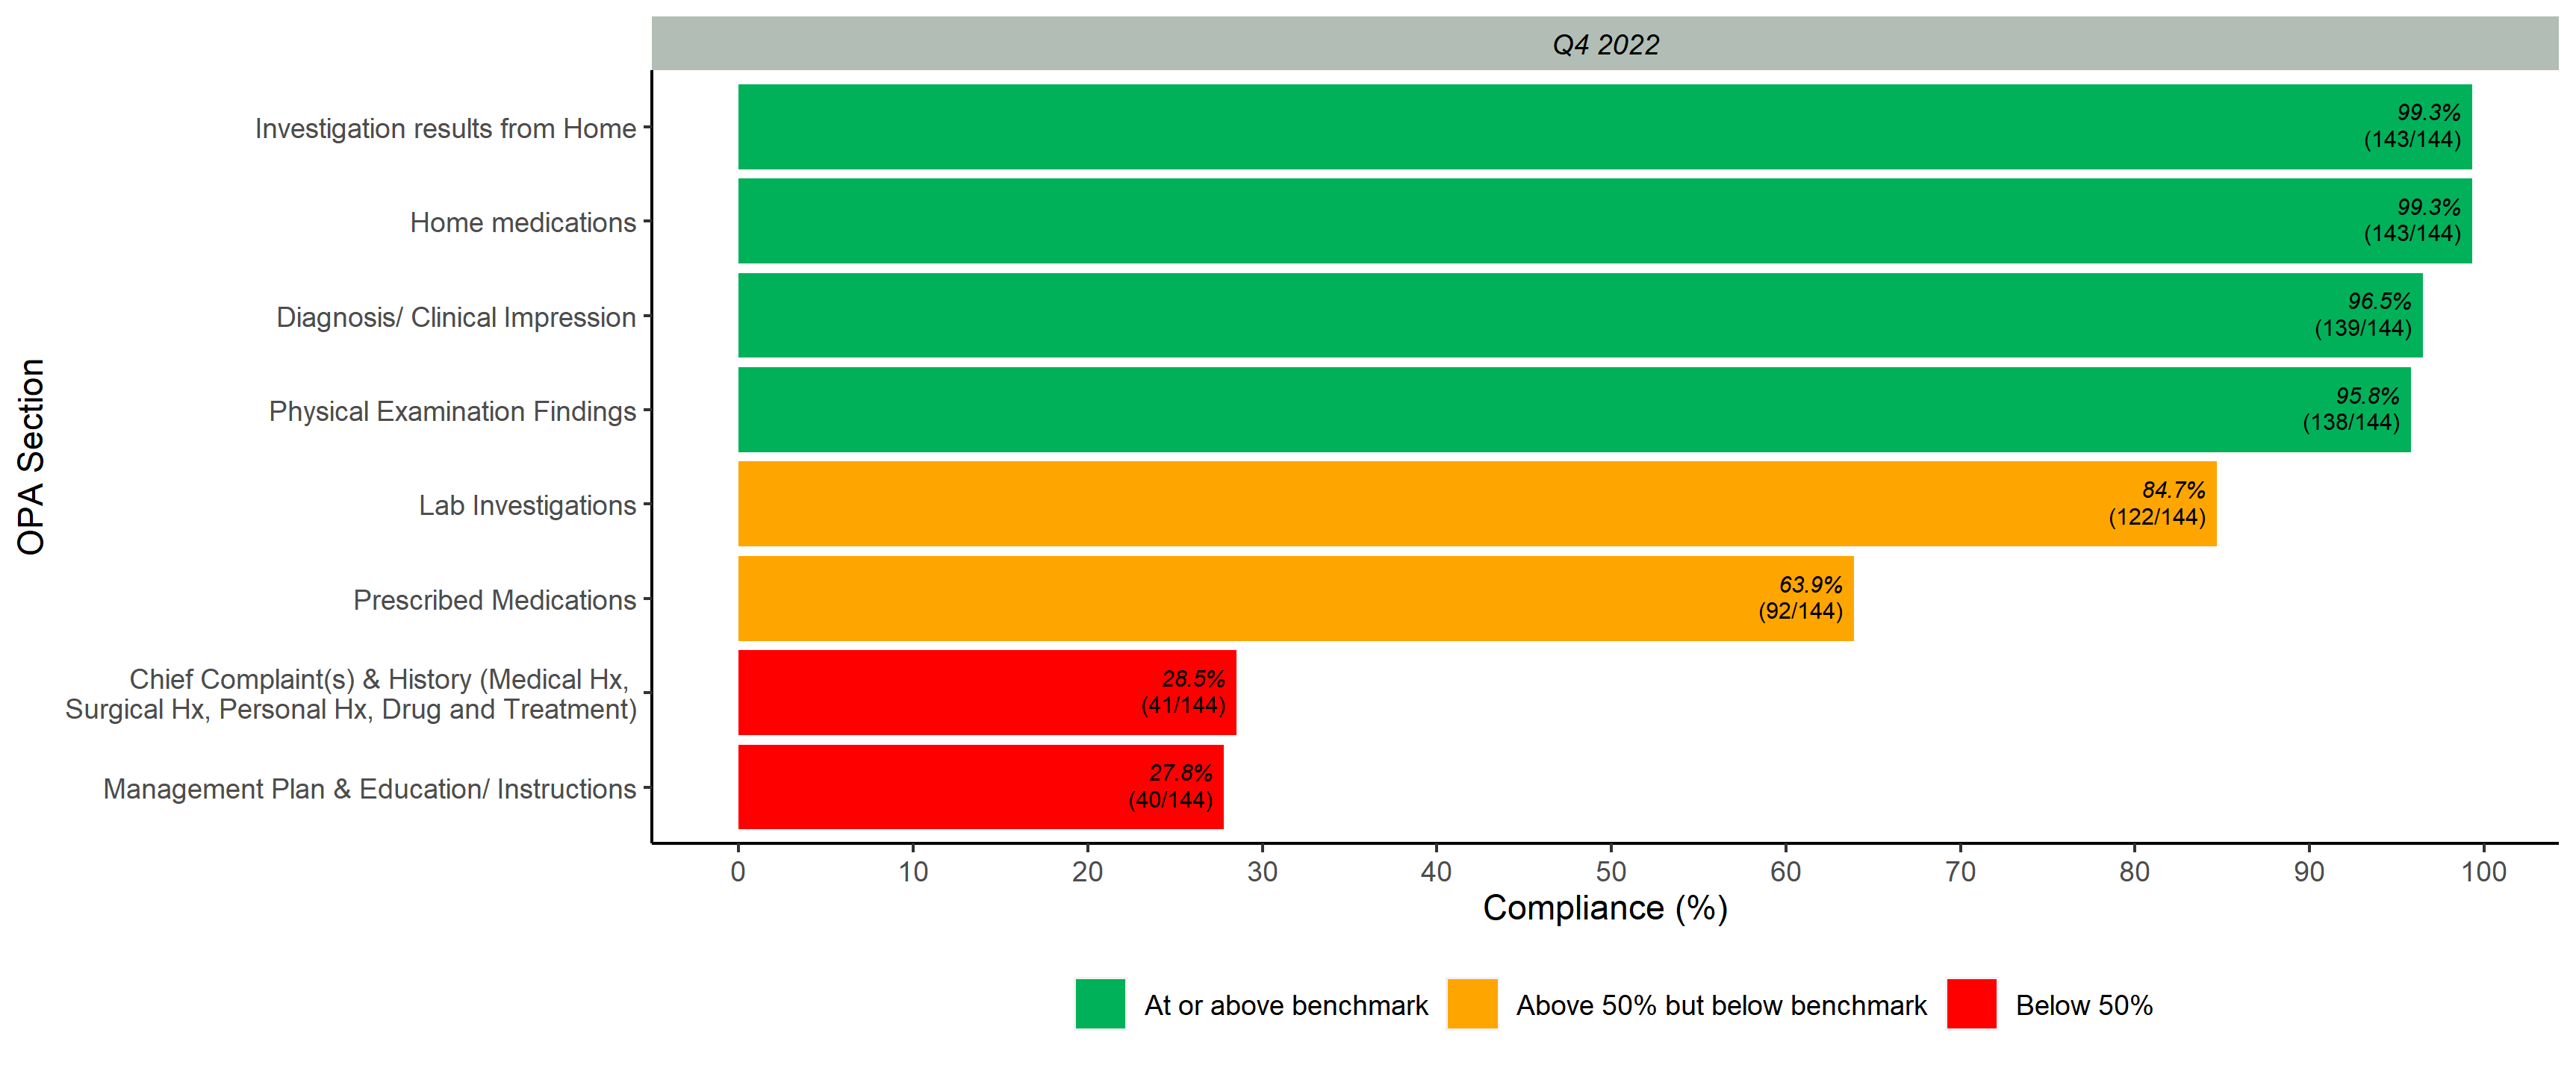 Q4 2022
OPA Section
Investigation results from Home
99.3%
(143/144)
Home medications
99.3%
(143/144)
Diagnosis/ Clinical Impression
96.5%
(139/144)
Physical Examination Findings
95.8%
(138/144)
Lab Investigations
84.7%
(122/144)
Prescribed Medications
63.9%
(92/144)
Chief Complaint(s) & History (Medical Hx,
Surgical Hx, Personal Hx, Drug and Treatment)
28.5%
(41/144)
Management Plan & Education/ Instructions
27.8%
(40/144)
0 10 20 30 40 50 60 70 80 90 100
Compliance (%)
At or above benchmark Above 50% but below benchmark Below 50%